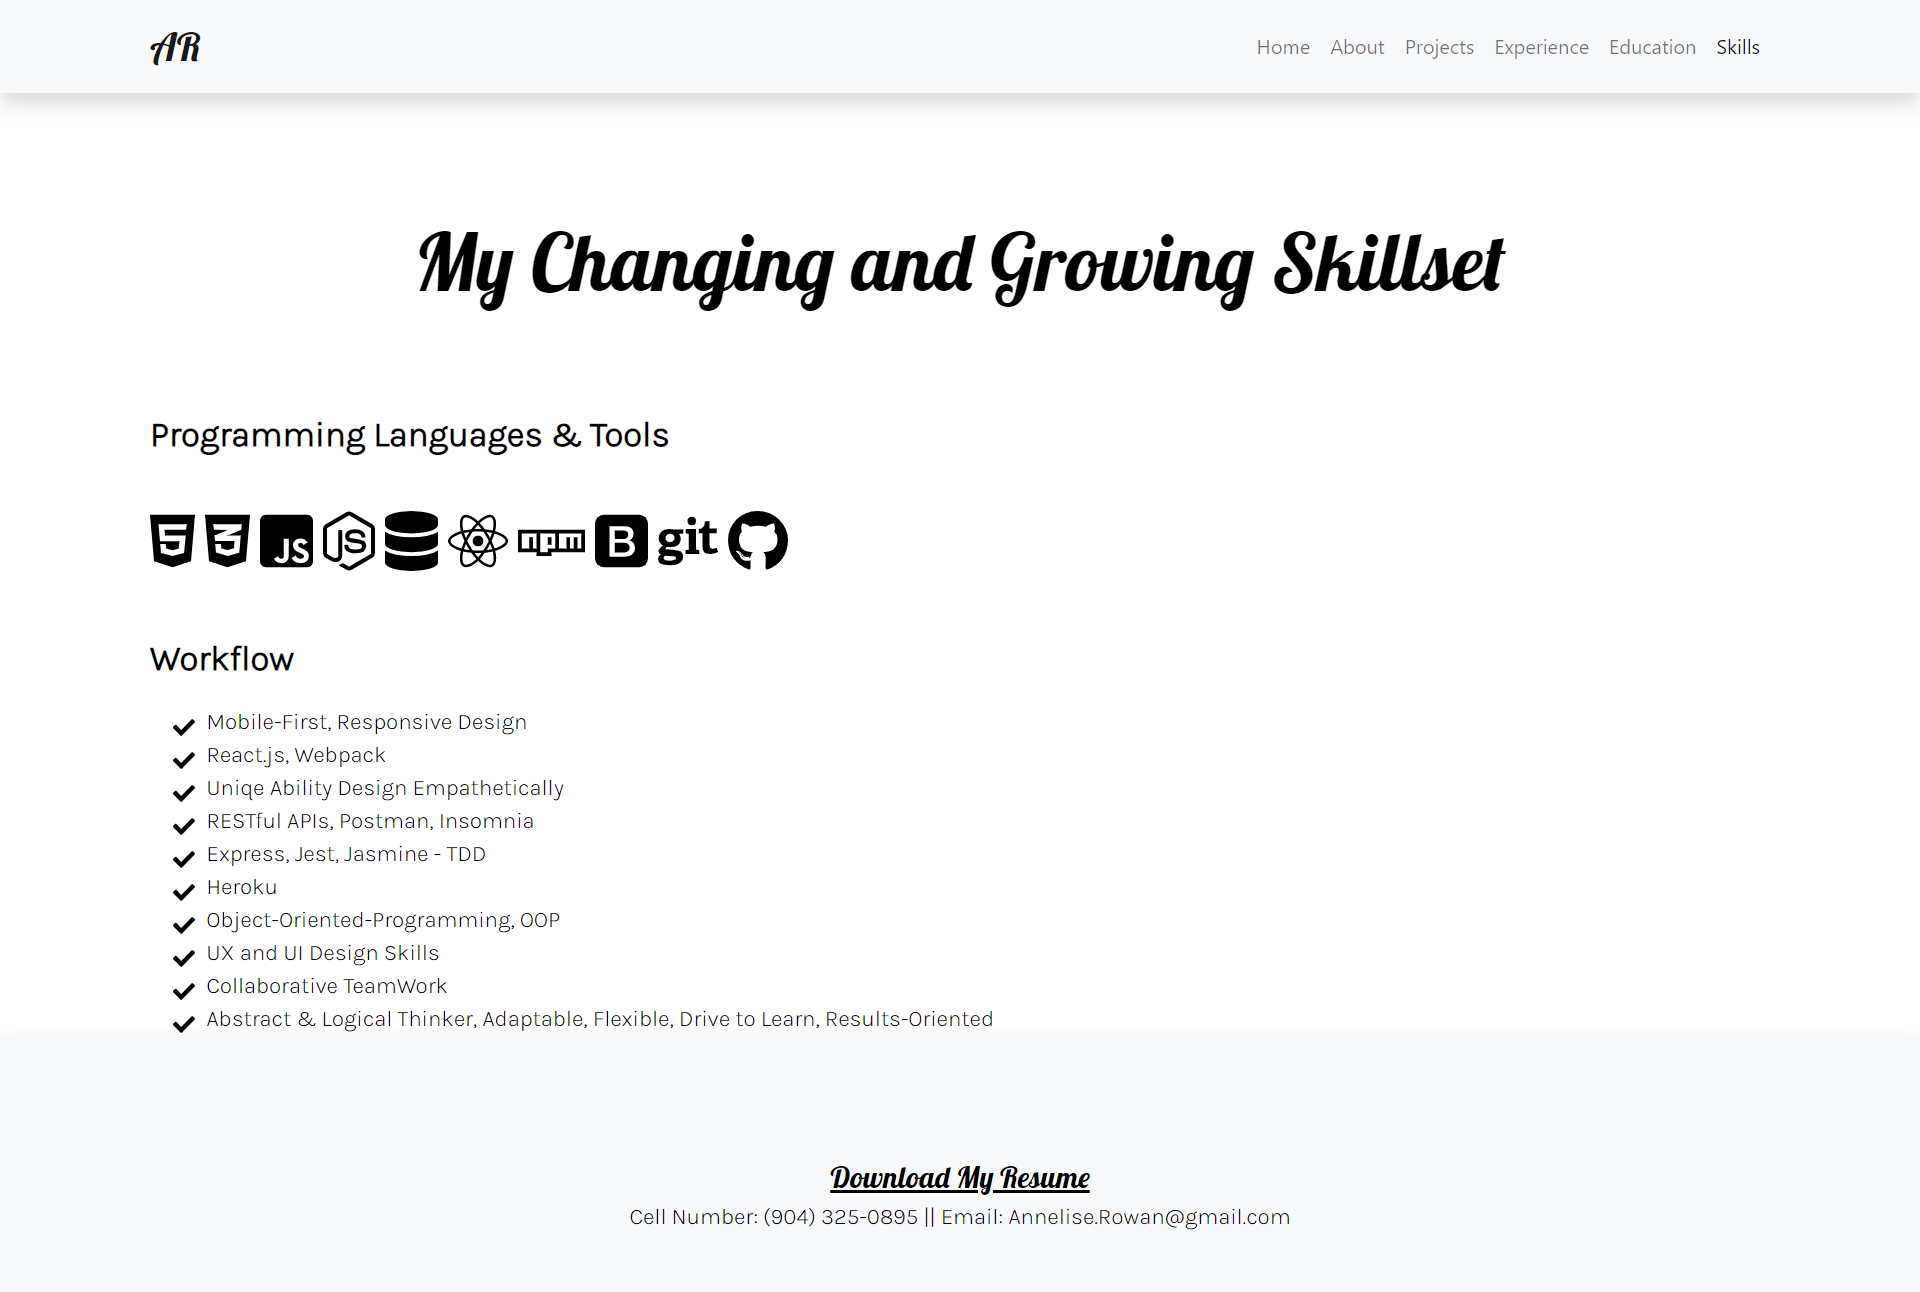 AR
Home About Projects Experience Education Skills
My Changing and Growing Skillset
Programming Languages & Tools
5 3 JS JS npm B git
Workflow
Mobile-First, Responsive Design
React.js, Webpack
Uniqe Ability Design Empathetically
RESTful APIs, Postman, Insomnia
Express, Jest, Jasmine - TDD
Heroku
Object-Oriented-Programming, OOP
UX and UI Design Skills
Collaborative TeamWork
Abstract & Logical Thinker, Adaptable, Flexible, Drive to Learn, Results-Oriented
Download My Resume
Cell Number: (904) 325-0895 || Email: Annelise.Rowan@gmail.com